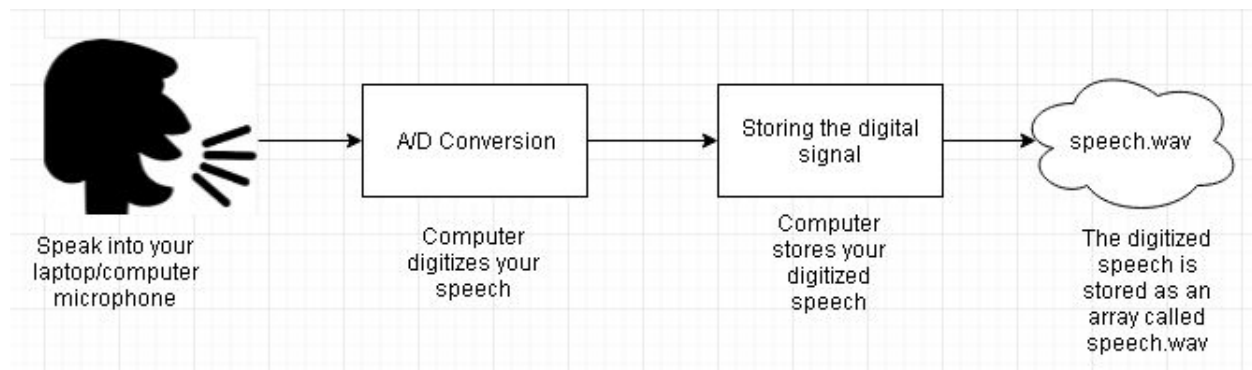 Speak into your
laptop/computer
microphone
A/D Conversion
Computer
digitizes your
speech
Storing the digital
signal
Computer
stores your
digitized
speech
speech.wav
The digitized
speech is
stored as an
array called
speech.wav